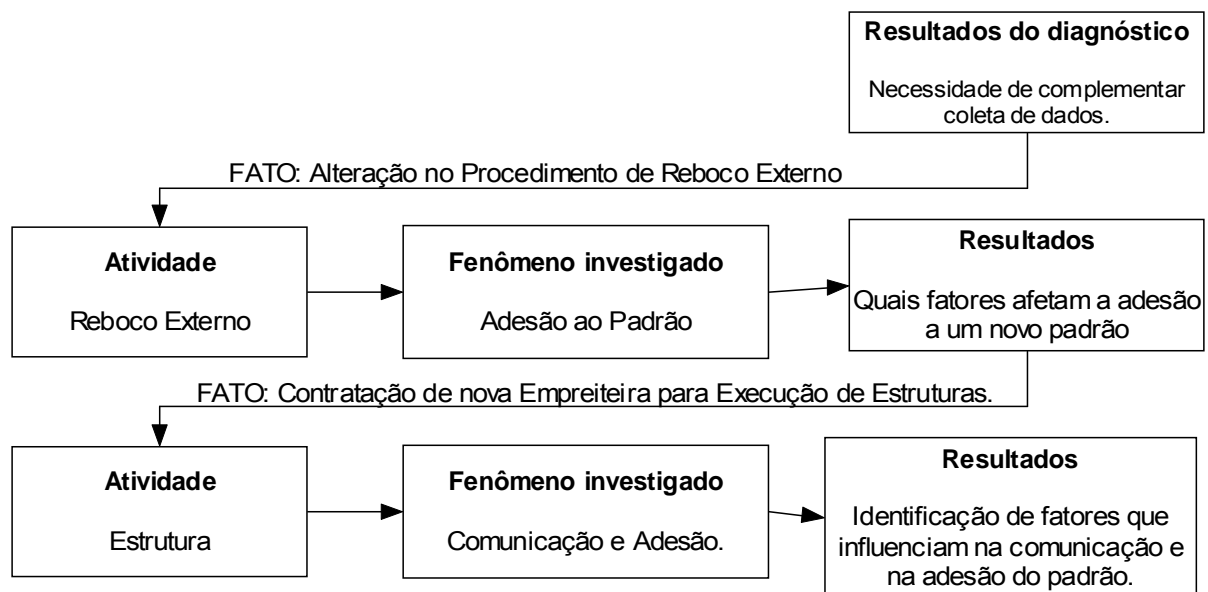 Resultados do diagnóstico
Necessidade de complementar
coleta de dados.
FATO: Alteração no Procedimento de Reboco Externo
Atividade
Reboco Externo
Fenômeno investigado
Adesão ao Padrão
Resultados
Quais fatores afetam a adesão
a um novo padrão
FATO: Contratação de nova Empreiteira para Execução de Estruturas.
Atividade
Estrutura
Fenômeno investigado
Comunicação e Adesão.
Resultados
Identificação de fatores que
influenciam na comunicação e
na adesão do padrão.